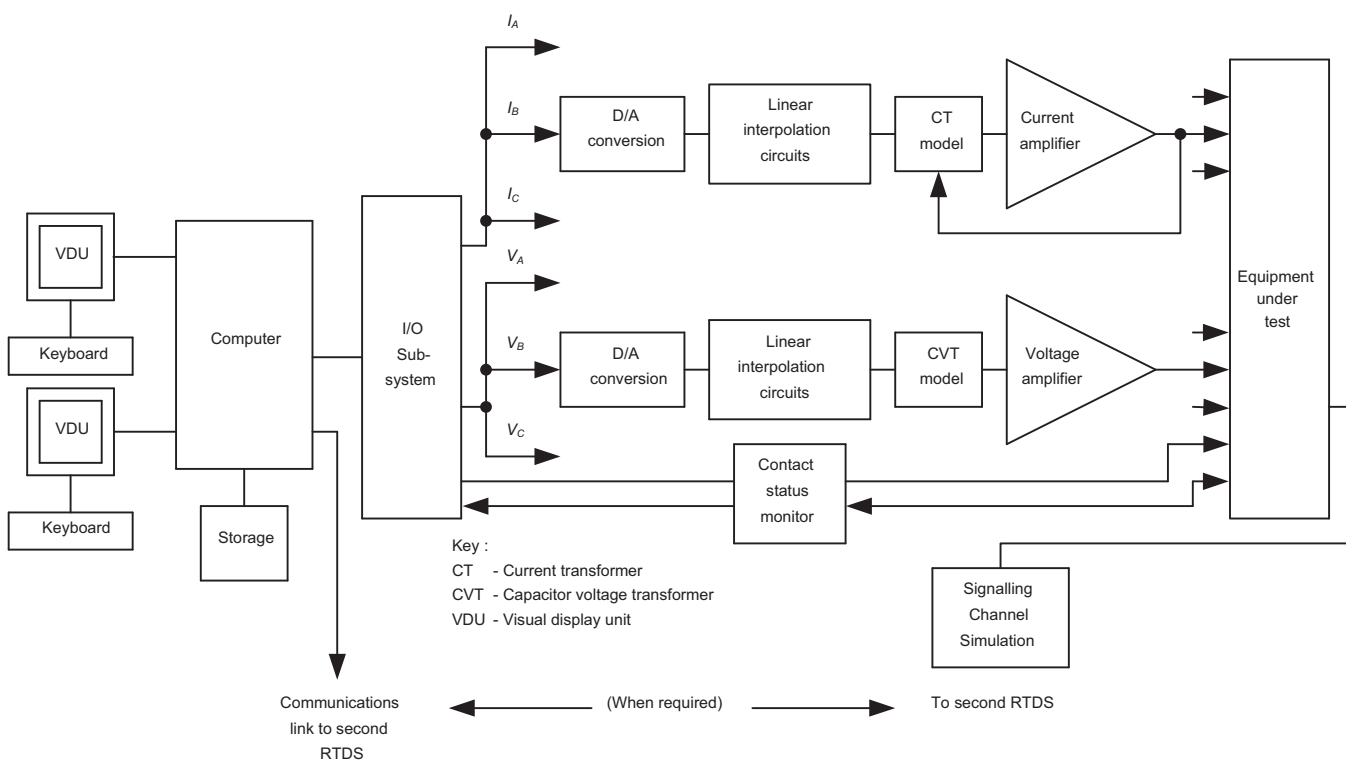 I_A
I_B
I_C
D/A
conversion
Linear
interpolation
circuits
CT
model
Current
amplifier
VDU
Keyboard
VDU
Keyboard
Computer
Storage
I/O
Sub-
system
V_A
V_B
V_C
D/A
conversion
Linear
interpolation
circuits
CVT
model
Voltage
amplifier
Equipment
under
test
Contact
status
monitor
Key :
CT - Current transformer
CVT - Capacitor voltage transformer
VDU - Visual display unit
Signalling
Channel
Simulation
Communications
link to second
RTDS
(When required)
To second RTDS